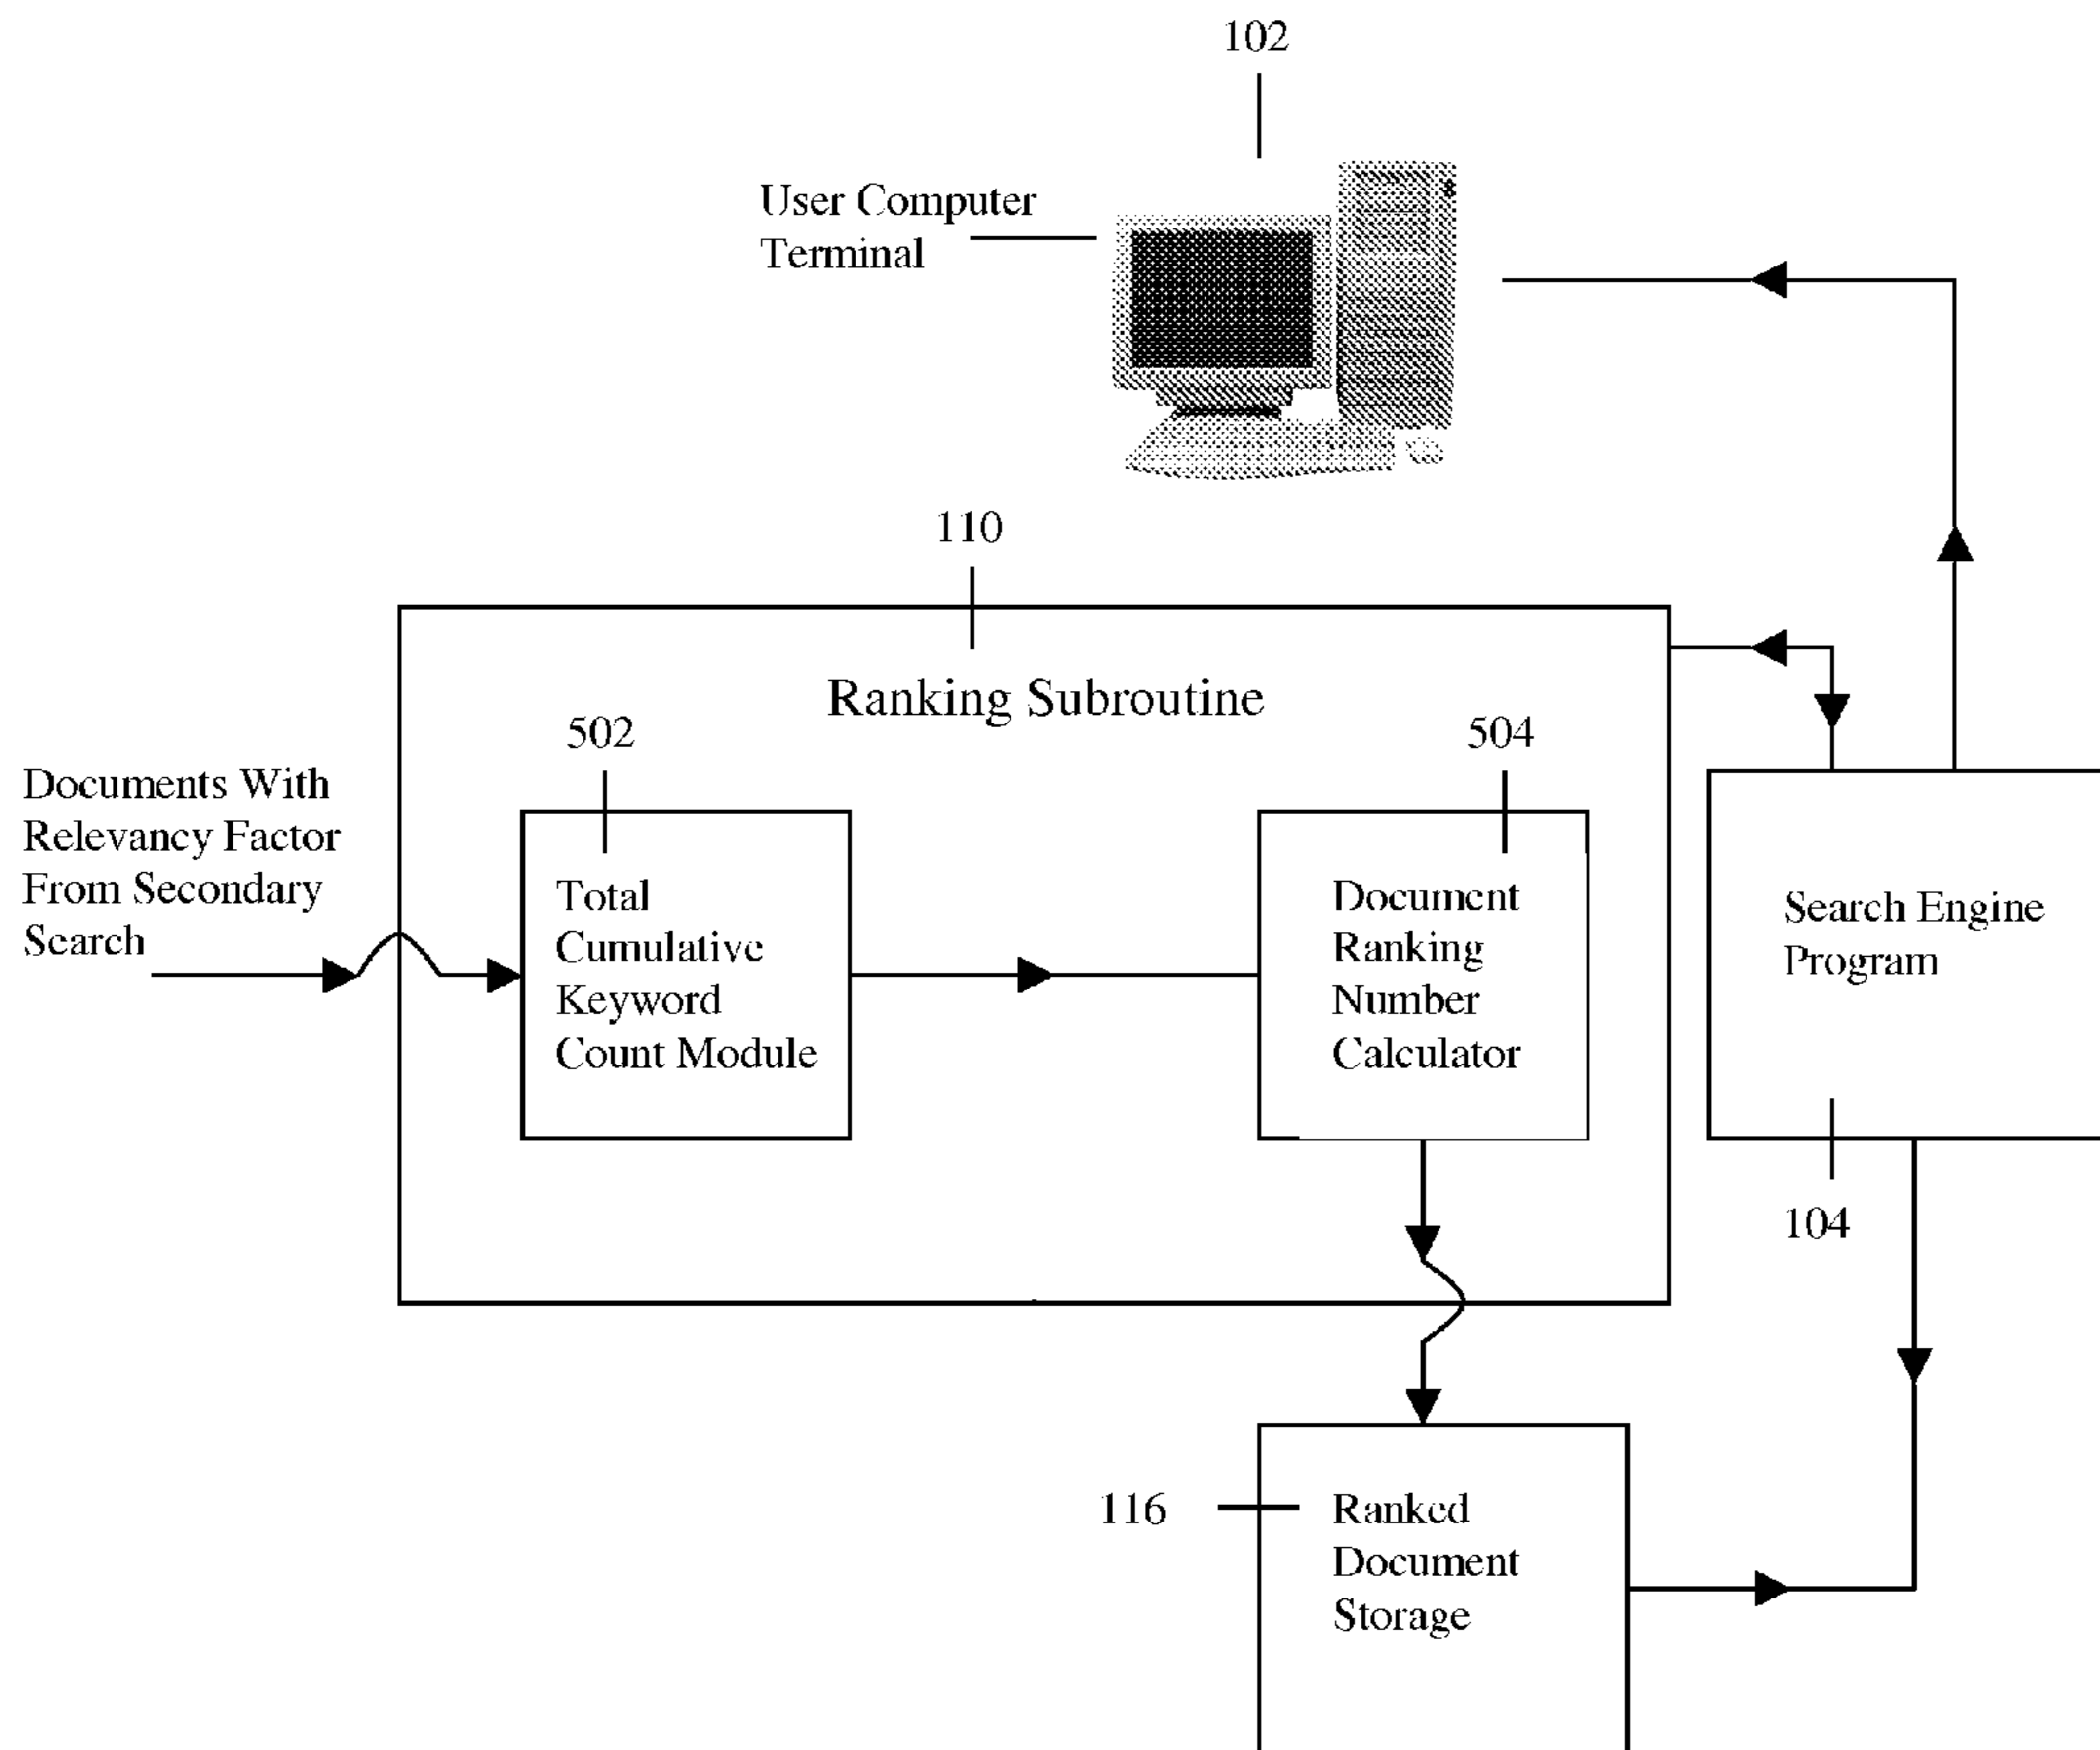 102
User Computer
Terminal
110
Ranking Subroutine
502
504
Documents With
Relevancy Factor
From Secondary
Search
Total
Cumulative
Keyword
Count Module
Document
Ranking
Number
Calculator
Search Engine
Program
104
116
Ranked
Document
Storage